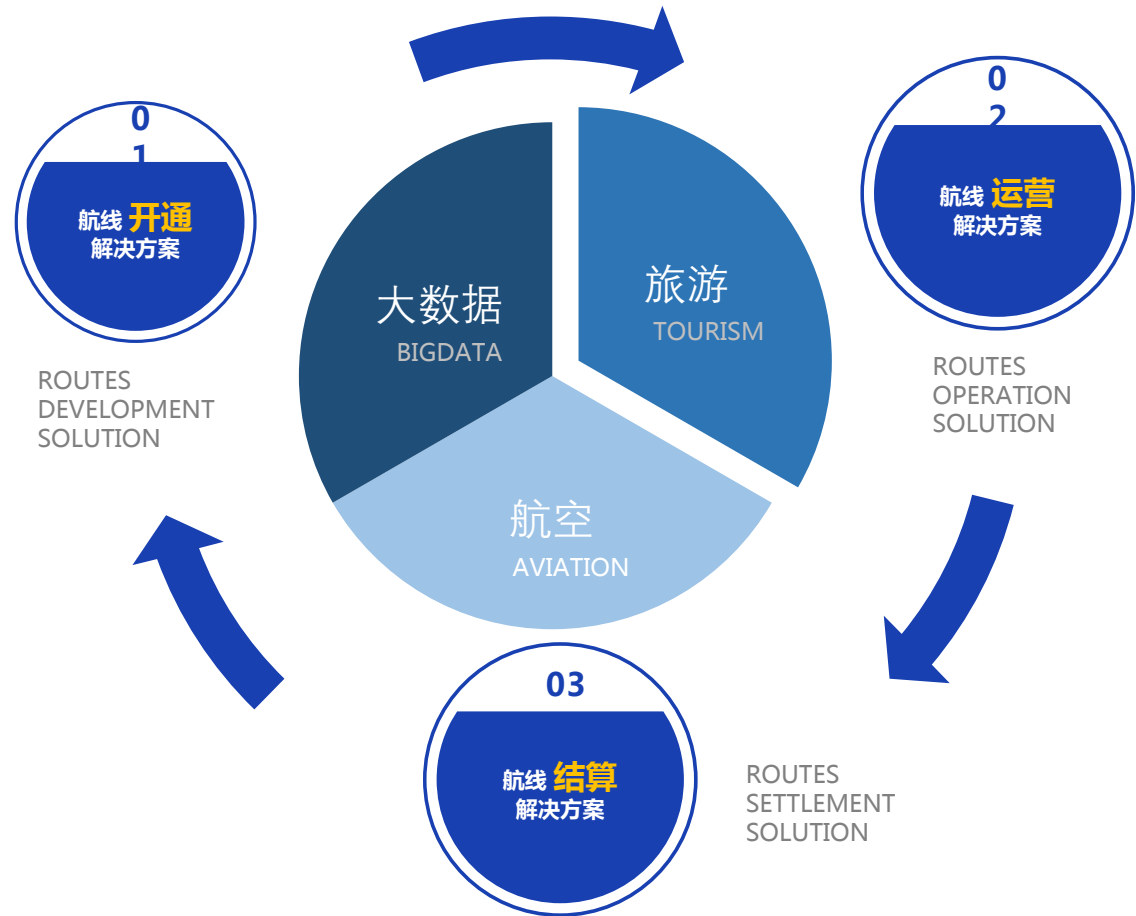 0
1
航线 开通
解决方案
ROUTES
DEVELOPMENT
SOLUTION
大数据
BIGDATA
旅游
TOURISM
航空
AVIATION
0
2
航线 运营
解决方案
ROUTES
OPERATION
SOLUTION
03
航线 结算
解决方案
ROUTES
SETTLEMENT
SOLUTION